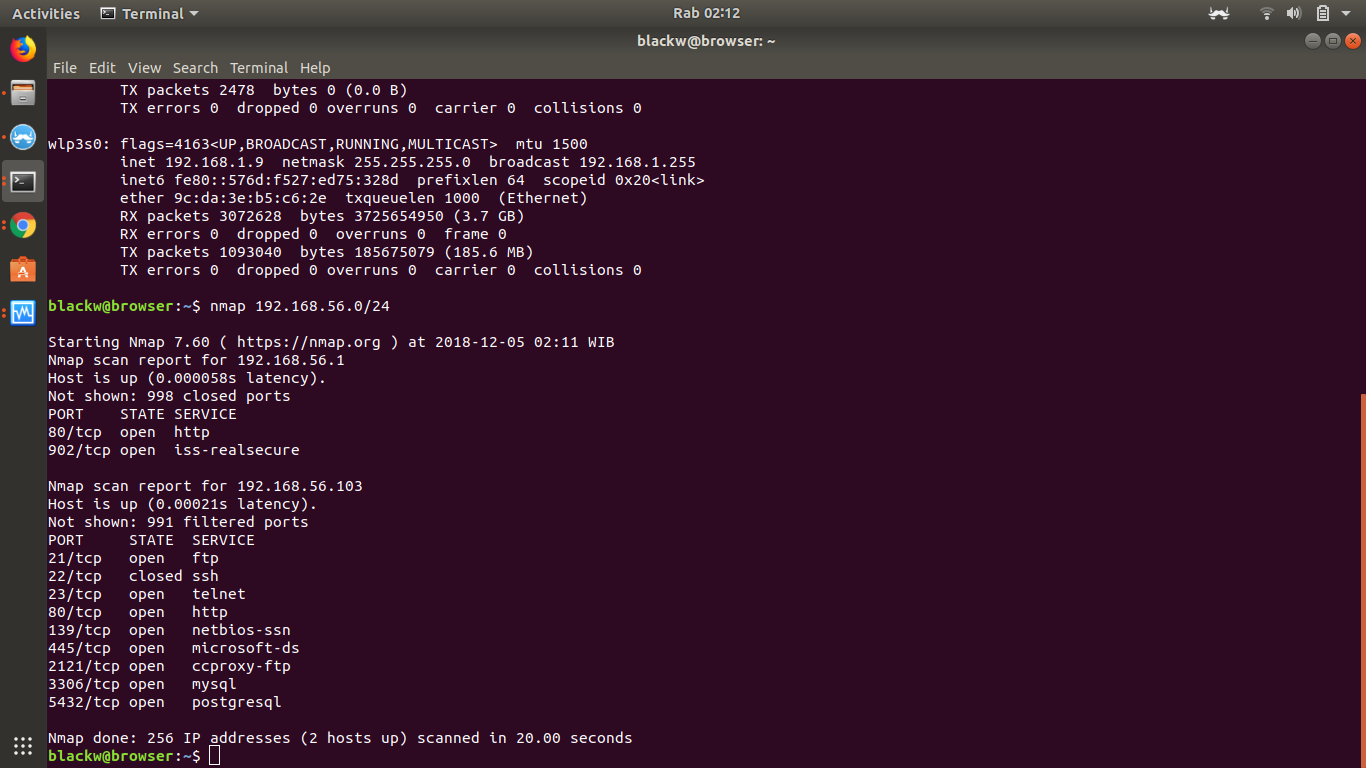 Activities Terminal Rab 02:12
blackw@browser: ~
File Edit View Search Terminal Help
TX packets 2478  bytes 0 (0.0 B)
TX errors 0  dropped 0 overruns 0  carrier 0  collisions 0
wlp3s0: flags=4163<UP,BROADCAST,RUNNING,MULTICAST>  mtu 1500
inet 192.168.1.9  netmask 255.255.255.0  broadcast 192.168.1.255
inet6 fe80::576d:f527:ed75:328d  prefixlen 64  scopeid 0x20<link>
ether 9c:da:3e:b5:c6:2e  txqueuelen 1000  (Ethernet)
RX packets 3072628  bytes 3725654950 (3.7 GB)
RX errors 0  dropped 0  overruns 0  frame 0
TX packets 1093040  bytes 185675079 (185.6 MB)
TX errors 0  dropped 0 overruns 0  carrier 0  collisions 0
blackw@browser:~$ nmap 192.168.56.0/24
Starting Nmap 7.60 ( https://nmap.org ) at 2018-12-05 02:11 WIB
Nmap scan report for 192.168.56.1
Host is up (0.000058s latency).
Not shown: 998 closed ports
PORT    STATE SERVICE
80/tcp  open  http
902/tcp open  iss-realsecure
Nmap scan report for 192.168.56.103
Host is up (0.00021s latency).
Not shown: 991 filtered ports
PORT     STATE  SERVICE
21/tcp   open   ftp
22/tcp   closed ssh
23/tcp   open   telnet
80/tcp   open   http
139/tcp  open   netbios-ssn
445/tcp  open   microsoft-ds
2121/tcp open   ccproxy-ftp
3306/tcp open   mysql
5432/tcp open   postgresql
Nmap done: 256 IP addresses (2 hosts up) scanned in 20.00 seconds
blackw@browser:~$